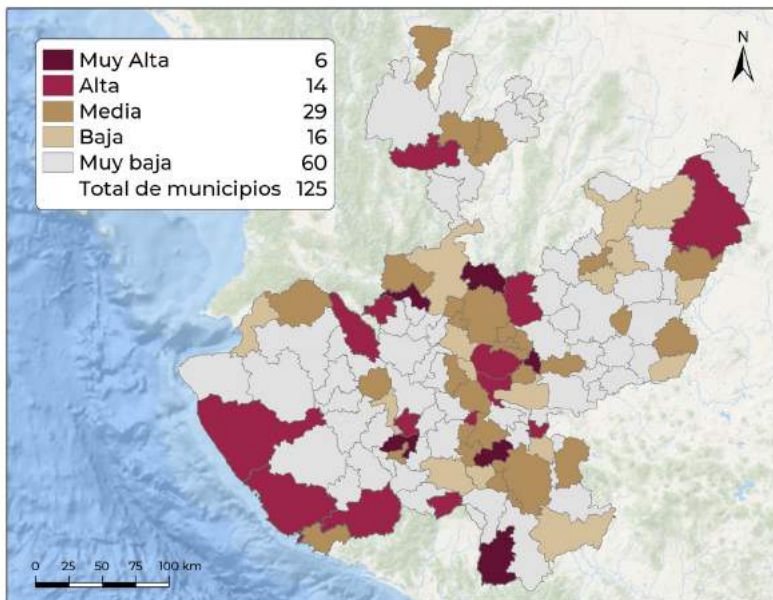 Muy Alta 6
Alta 14
Media 29
Baja 16
Muy baja 60
Total de municipios 125
N
0 25 50 75 100 km